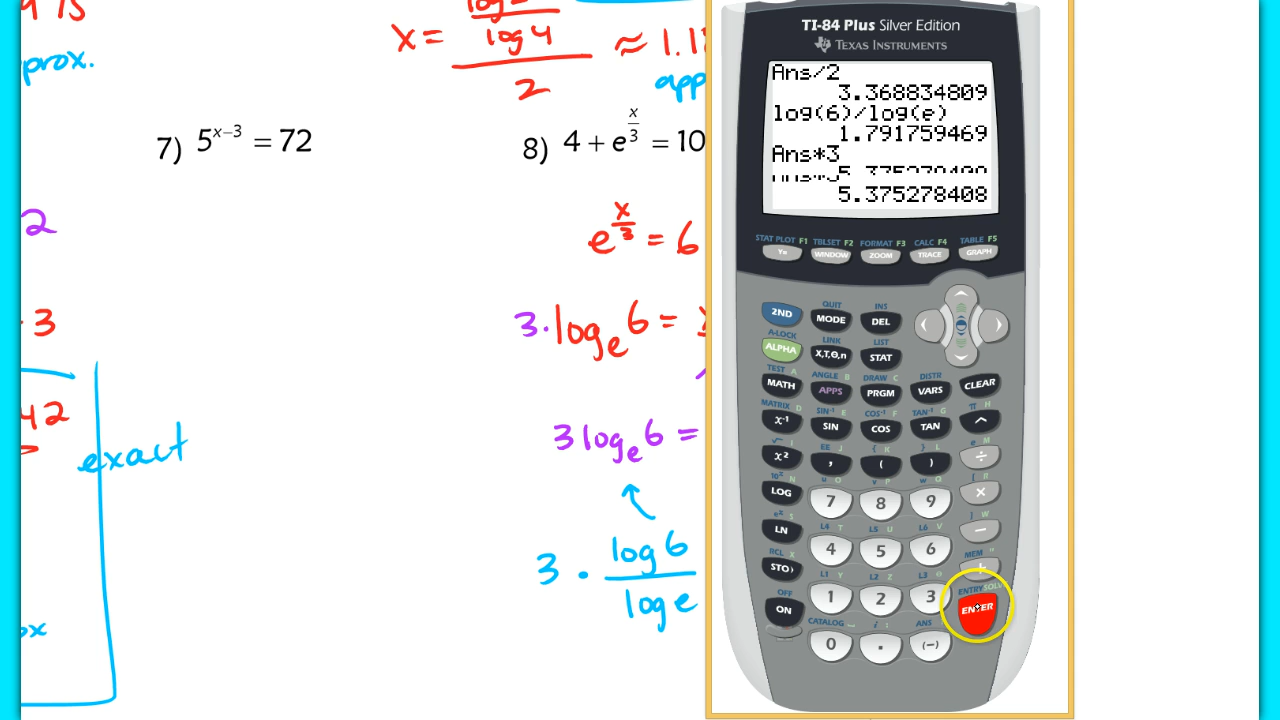 975
prox.
x = log
log 4
2
≈ 1.1
app
7) 5^{x-3} = 72
8) 4 + e^{x/3} = 10
2
e^{x/3} = 6
3
3 · log_e 6 =
42
exact
3 log_e 6 =
3 · log 6
log e
ox
TI-84 Plus Silver Edition
TEXAS INSTRUMENTS
Ans/2
3.368834809
log(6)/log(e)
1.791759469
Ans*3
5.375278408
STAT PLOT F1 TBLSET F2 FORMAT F3 CALC F4 TABLE F5
Y= WINDOW ZOOM TRACE GRAPH
QUIT INS
2ND MODE DEL
A-LOCK LINK LIST
ALPHA X,T,Θ,n STAT
TEST A ANGLE B DRAW C DISTR
MATH APPS PRGM VARS CLEAR
MATRIX D SIN⁻¹ E COS⁻¹ F TAN⁻¹ G π H
x⁻¹ SIN COS TAN ^
√ I EE J { K } L e M
x² , ( ) ÷
10ˣ N u O v P w Q [ R
LOG 7 8 9 ×
eˣ S L4 T L5 U L6 V ] W
LN 4 5 6 −
RCL X L1 Y L2 Z L3 θ MEM "
STO› 1 2 3 +
OFF CATALOG i : ANS ENTRY SOLV
ON 0 . (−) ENTER